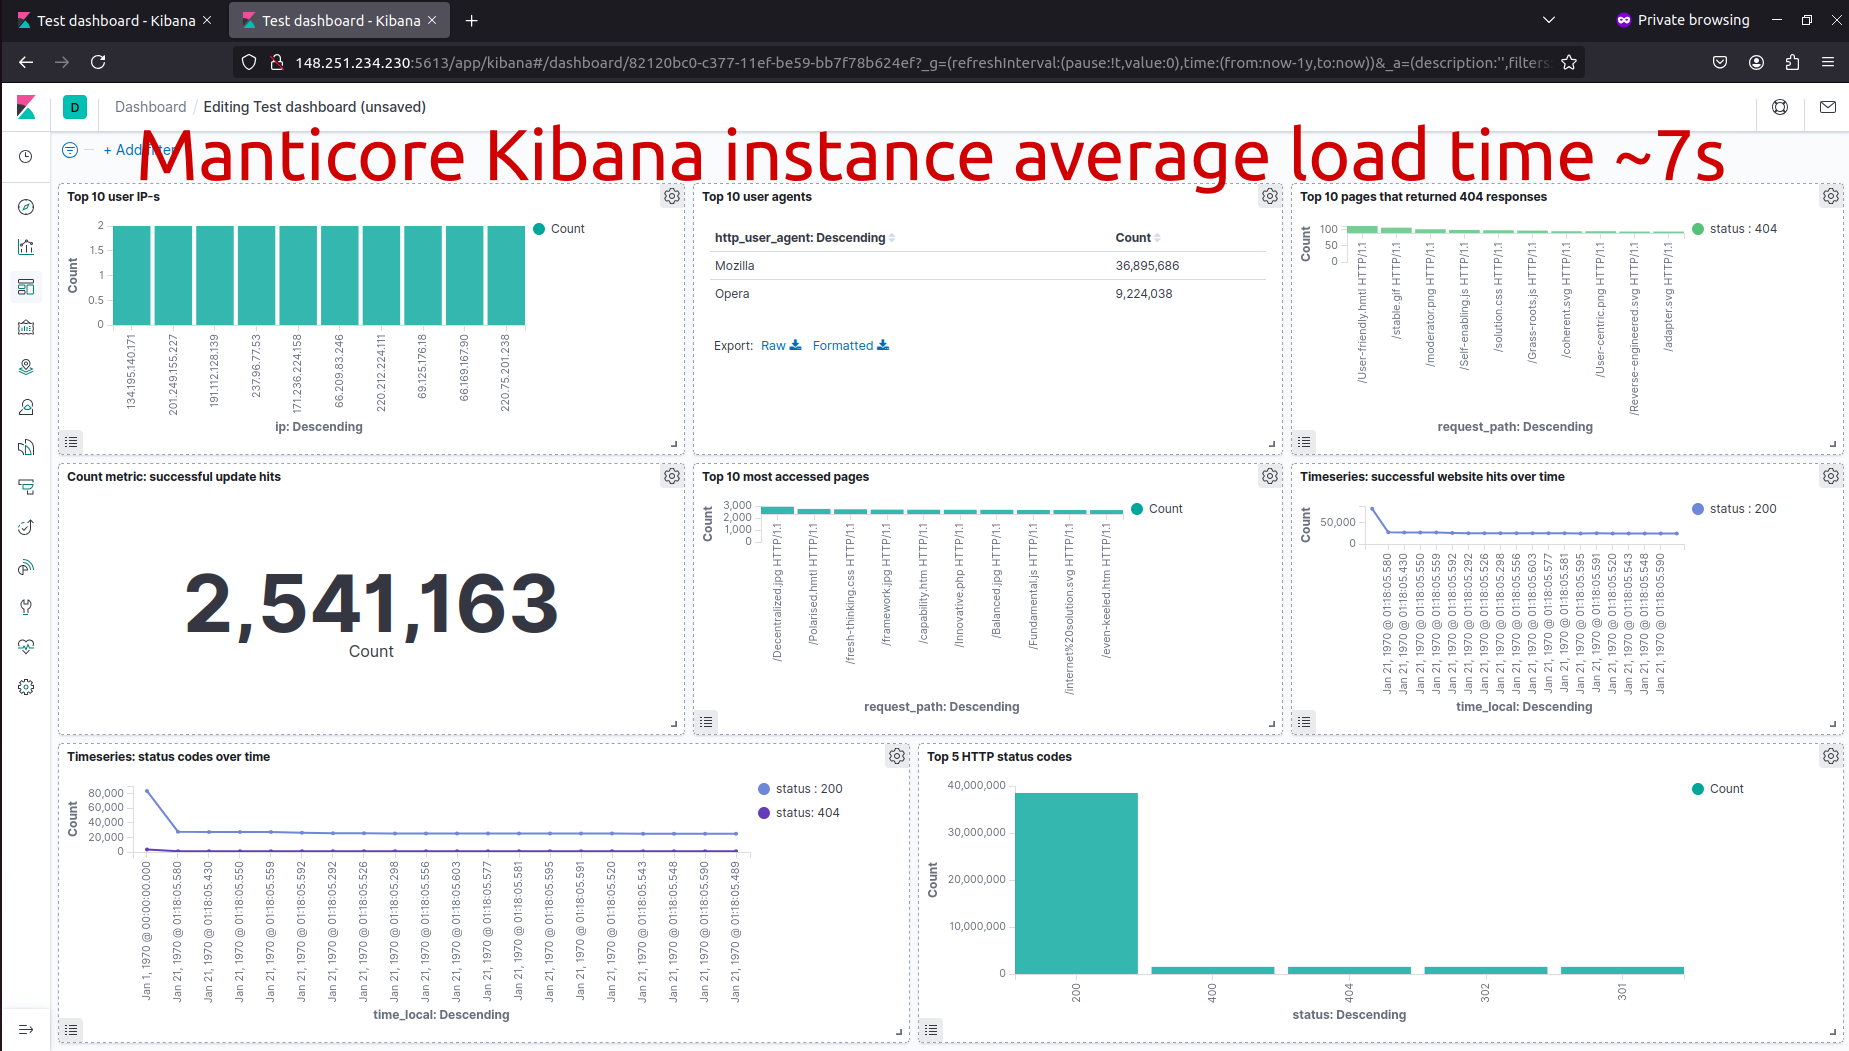 Test dashboard - Kibana
Test dashboard - Kibana
Private browsing
148.251.234.230:5613/app/kibana#/dashboard/82120bc0-c377-11ef-be59-bb7f78b624ef?_g=(refreshInterval:(pause:!t,value:0),time:(from:now-1y,to:now))&_a=(description:'',filters:
D
Dashboard / Editing Test dashboard (unsaved)
+ Add filter
Manticore Kibana instance average load time ~7s
Top 10 user IP-s
Count
2
1.5
1
0.5
0
134.195.140.171
201.249.155.227
191.112.128.139
237.96.77.53
171.236.224.158
66.209.83.246
220.212.224.111
69.125.176.18
66.169.167.90
220.75.201.238
ip: Descending
Count
Top 10 user agents
http_user_agent: Descending Count
Mozilla 36,895,686
Opera 9,224,038
Export: Raw Formatted
Top 10 pages that returned 404 responses
Count
100
50
0
/User-friendly.hmtl HTTP/1.1
/stable.gif HTTP/1.1
/moderator.png HTTP/1.1
/Self-enabling.js HTTP/1.1
/solution.css HTTP/1.1
/Grass-roots.js HTTP/1.1
/coherent.svg HTTP/1.1
/User-centric.png HTTP/1.1
/Reverse-engineered.svg HTTP/1.1
/adapter.svg HTTP/1.1
request_path: Descending
status : 404
Count metric: successful update hits
2,541,163
Count
Top 10 most accessed pages
Count
3,000
2,000
1,000
0
/Decentralized.jpg HTTP/1.1
/Polarised.hmtl HTTP/1.1
/fresh-thinking.css HTTP/1.1
/framework.jpg HTTP/1.1
/capability.htm HTTP/1.1
/Innovative.php HTTP/1.1
/Balanced.jpg HTTP/1.1
/Fundamental.js HTTP/1.1
/internet%20solution.svg HTTP/1.1
/even-keeled.htm HTTP/1.1
request_path: Descending
Count
Timeseries: successful website hits over time
Count
50,000
0
Jan 21, 1970 @ 01:18:05.580
Jan 21, 1970 @ 01:18:05.430
Jan 21, 1970 @ 01:18:05.550
Jan 21, 1970 @ 01:18:05.559
Jan 21, 1970 @ 01:18:05.592
Jan 21, 1970 @ 01:18:05.292
Jan 21, 1970 @ 01:18:05.526
Jan 21, 1970 @ 01:18:05.298
Jan 21, 1970 @ 01:18:05.556
Jan 21, 1970 @ 01:18:05.603
Jan 21, 1970 @ 01:18:05.577
Jan 21, 1970 @ 01:18:05.581
Jan 21, 1970 @ 01:18:05.595
Jan 21, 1970 @ 01:18:05.591
Jan 21, 1970 @ 01:18:05.520
Jan 21, 1970 @ 01:18:05.543
Jan 21, 1970 @ 01:18:05.548
Jan 21, 1970 @ 01:18:05.590
time_local: Descending
status : 200
Timeseries: status codes over time
Count
80,000
60,000
40,000
20,000
0
Jan 1, 1970 @ 00:00:00.000
Jan 21, 1970 @ 01:18:05.580
Jan 21, 1970 @ 01:18:05.430
Jan 21, 1970 @ 01:18:05.550
Jan 21, 1970 @ 01:18:05.559
Jan 21, 1970 @ 01:18:05.592
Jan 21, 1970 @ 01:18:05.292
Jan 21, 1970 @ 01:18:05.526
Jan 21, 1970 @ 01:18:05.298
Jan 21, 1970 @ 01:18:05.556
Jan 21, 1970 @ 01:18:05.603
Jan 21, 1970 @ 01:18:05.577
Jan 21, 1970 @ 01:18:05.581
Jan 21, 1970 @ 01:18:05.595
Jan 21, 1970 @ 01:18:05.591
Jan 21, 1970 @ 01:18:05.520
Jan 21, 1970 @ 01:18:05.543
Jan 21, 1970 @ 01:18:05.548
Jan 21, 1970 @ 01:18:05.590
Jan 21, 1970 @ 01:18:05.489
time_local: Descending
status : 200
status: 404
Top 5 HTTP status codes
Count
40,000,000
30,000,000
20,000,000
10,000,000
0
200
400
404
302
301
status: Descending
Count